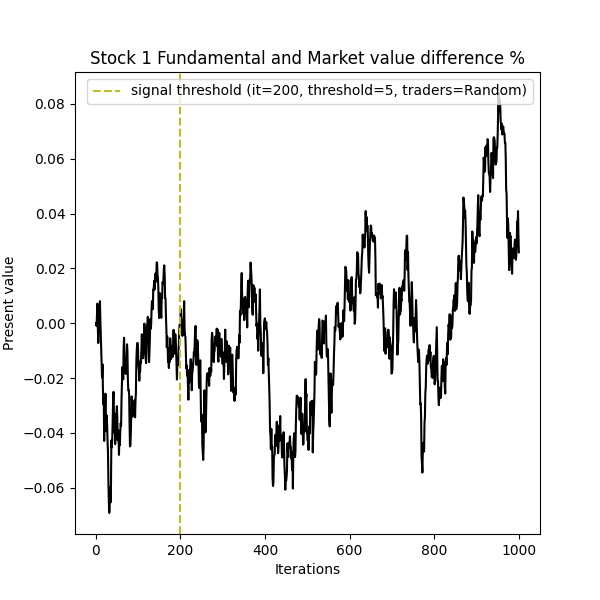 Stock 1 Fundamental and Market value difference %
signal threshold (it=200, threshold=5, traders=Random)
0.08
0.06
0.04
0.02
0.00
−0.02
−0.04
−0.06
Present value
0 200 400 600 800 1000
Iterations